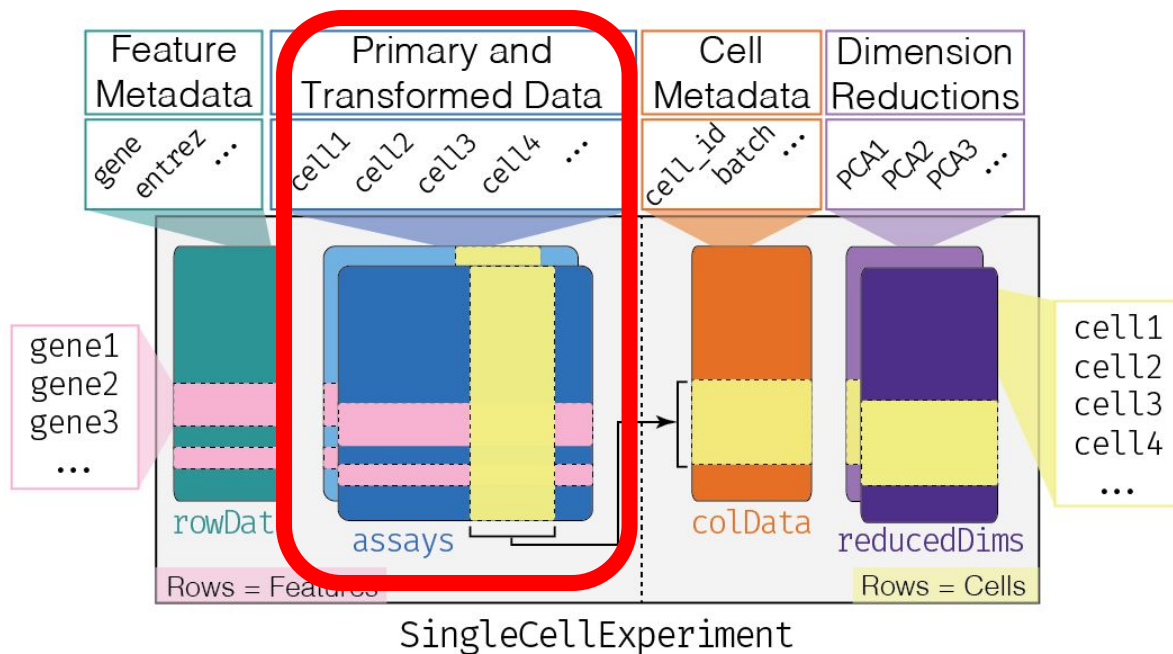 Feature
Metadata
Primary and
Transformed Data
Cell
Metadata
Dimension
Reductions
gene
entrez
...
cell1
cell2
cell3
cell4
...
cell_id
batch
...
PCA1
PCA2
PCA3
...
gene1
gene2
gene3
...
cell1
cell2
cell3
cell4
...
rowDat
assays
colData
reducedDims
Rows = Features
Rows = Cells
SingleCellExperiment